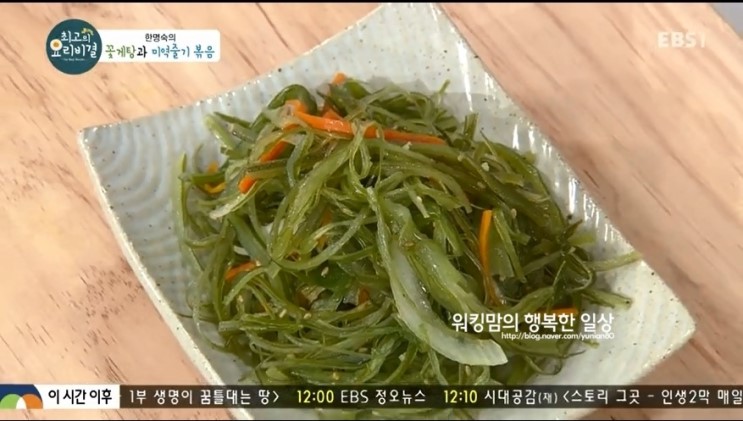 최고의
요리비결
한명숙의
꽃게탕과 미역줄기 볶음
EBS1
워킹맘의 행복한 일상
http://blog.naver.com/yunian80
이 시간 이후 1부 생명이 꿈틀대는 땅> 12:00 EBS 정오뉴스 12:10 시대공감(재) <스토리 그곳 - 인생2막 매일